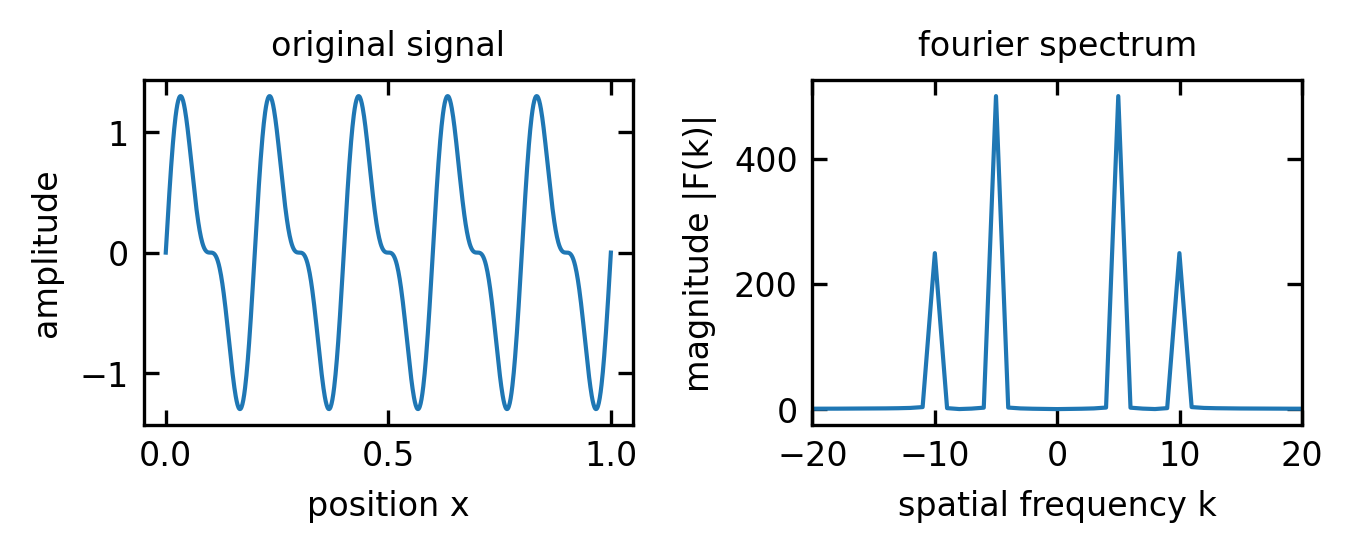 original signal
amplitude
1
0
−1
0.0 0.5 1.0
position x
fourier spectrum
magnitude |F(k)|
400
200
0
−20 −10 0 10 20
spatial frequency k